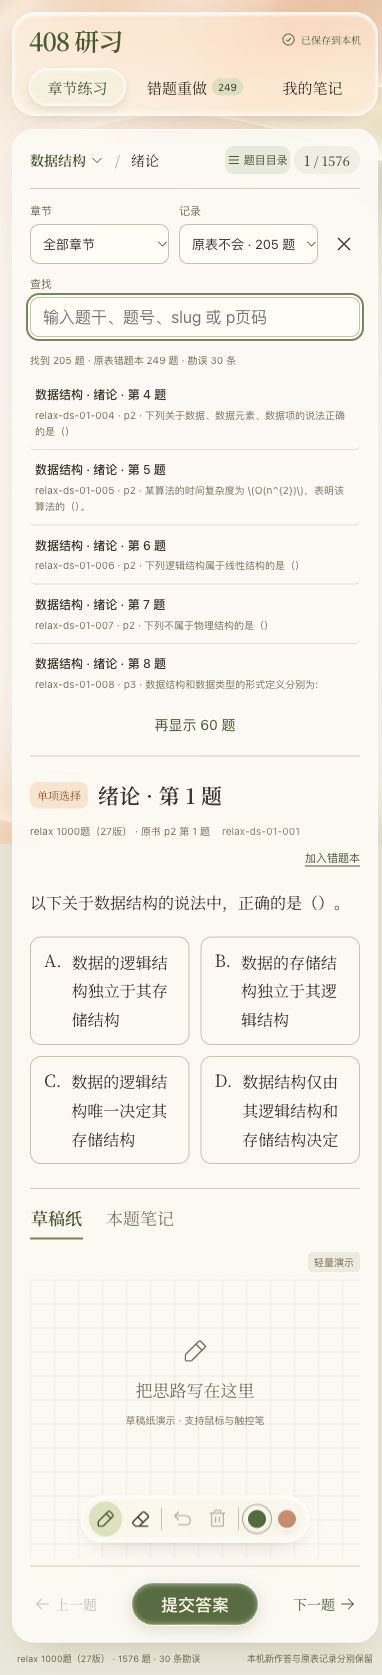 408 研习
已保存到本机
章节练习 错题重做 249 我的笔记
数据结构 / 绪论 题目目录 1 / 1576
章节 记录
全部章节 原表不会 · 205 题
查找
输入题干、题号、slug 或 p页码
找到 205 题 · 原表错题本 249 题 · 勘误 30 条
数据结构 · 绪论 · 第 4 题
relax-ds-01-004 · p2 · 下列关于数据、数据元素、数据项的说法正确
的是（）
数据结构 · 绪论 · 第 5 题
relax-ds-01-005 · p2 · 某算法的时间复杂度为 \(O(n^{2})\)，表明该
算法的（）。
数据结构 · 绪论 · 第 6 题
relax-ds-01-006 · p2 · 下列逻辑结构属于线性结构的是（）
数据结构 · 绪论 · 第 7 题
relax-ds-01-007 · p2 · 下列不属于物理结构的是（）
数据结构 · 绪论 · 第 8 题
relax-ds-01-008 · p3 · 数据结构和数据类型的形式定义分别为:
再显示 60 题
单项选择 绪论 · 第 1 题
relax 1000题（27版） · 原书 p2 第 1 题 relax-ds-01-001
加入错题本
以下关于数据结构的说法中，正确的是（）。
A. 数据的逻辑结
构独立于其存
储结构
B. 数据的存储结
构独立于其逻
辑结构
C. 数据的逻辑结
构唯一决定其
存储结构
D. 数据结构仅由
其逻辑结构和
存储结构决定
草稿纸 本题笔记
轻量演示
把思路写在这里
草稿纸演示 · 支持鼠标与触控笔
← 上一题 提交答案 下一题 →
relax 1000题（27版） · 1576 题 · 30 条勘误 本机新作答与原表记录分别保留